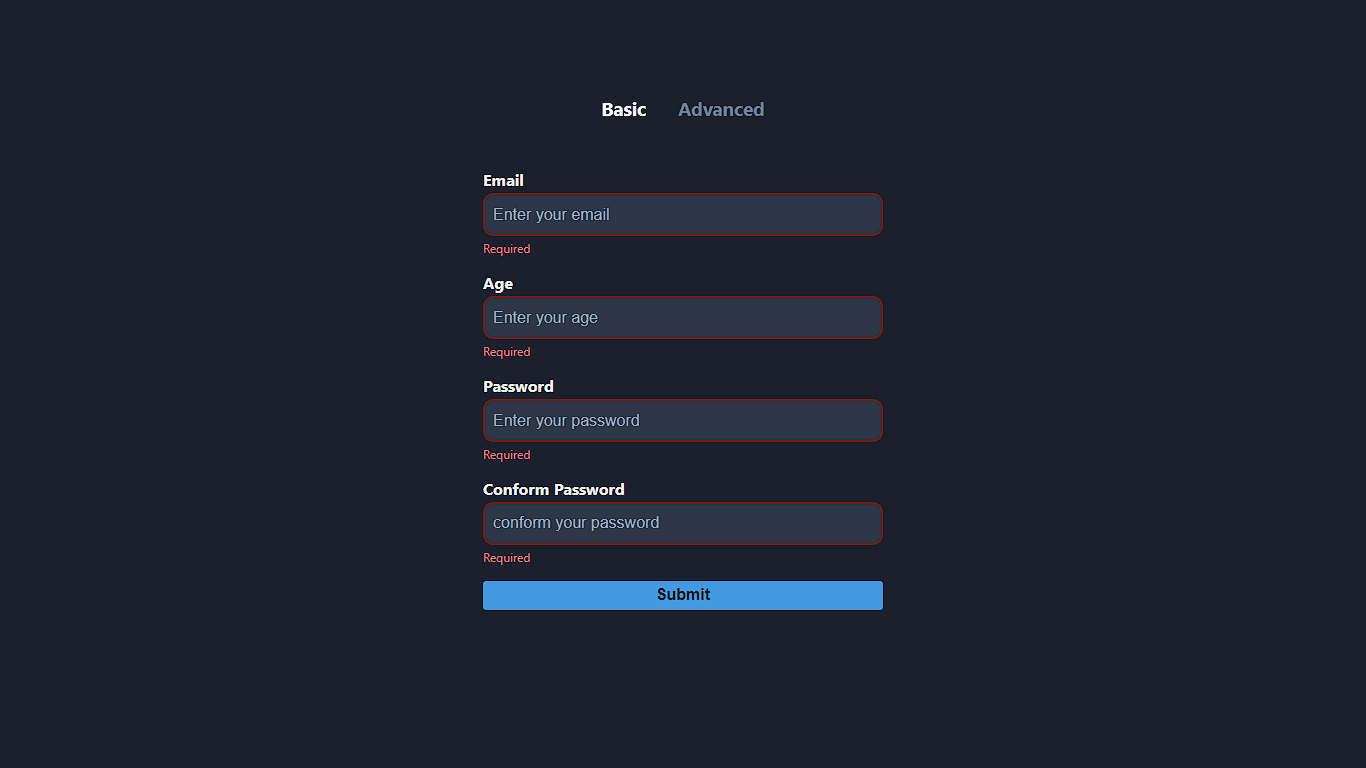 Basic Advanced
Email
Enter your email
Required
Age
Enter your age
Required
Password
Enter your password
Required
Conform Password
conform your password
Required
Submit